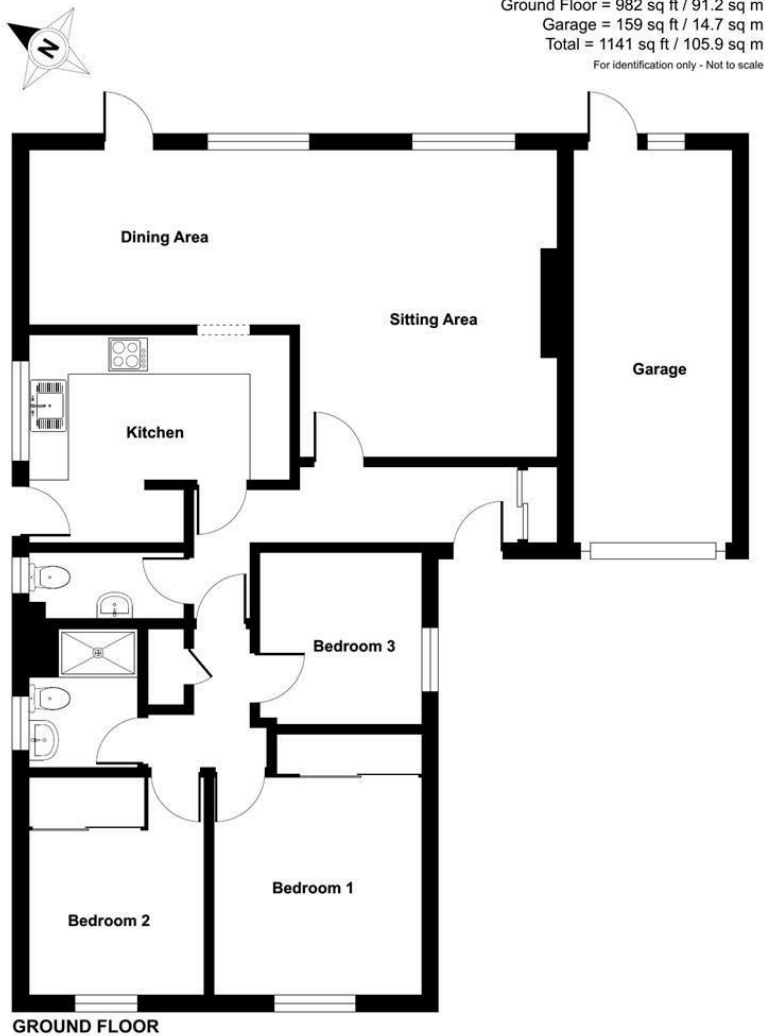 Ground Floor = 982 sq ft / 91.2 sq m
Garage = 159 sq ft / 14.7 sq m
Total = 1141 sq ft / 105.9 sq m
For identification only - Not to scale
N
Dining Area
Sitting Area
Garage
Kitchen
Bedroom 3
Bedroom 1
Bedroom 2
GROUND FLOOR